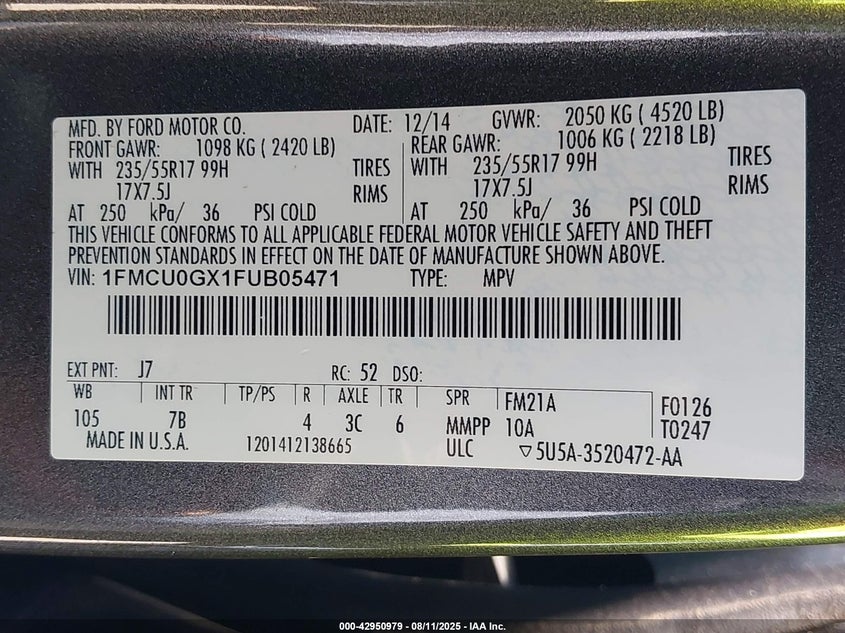 MFD. BY FORD MOTOR CO. DATE: 12/14 GVWR: 2050 KG ( 4520 LB)
FRONT GAWR: 1098 KG ( 2420 LB) REAR GAWR: 1006 KG ( 2218 LB)
WITH 235/55R17 99H TIRES WITH 235/55R17 99H TIRES
17X7.5J RIMS 17X7.5J RIMS
AT 250 kPa/ 36 PSI COLD AT 250 kPa/ 36 PSI COLD
THIS VEHICLE CONFORMS TO ALL APPLICABLE FEDERAL MOTOR VEHICLE SAFETY AND THEFT
PREVENTION STANDARDS IN EFFECT ON THE DATE OF MANUFACTURE SHOWN ABOVE.
VIN: 1FMCU0GX1FUB05471 TYPE: MPV
EXT PNT: J7 RC: 52 DSO:
WB INT TR TP/PS R AXLE TR SPR FM21A F0126
105 7B 4 3C 6 MMPP 10A T0247
MADE IN U.S.A. 1201412138665 ULC ▽5U5A-3520472-AA
000-42950979 - 08/11/2025 - IAA Inc.